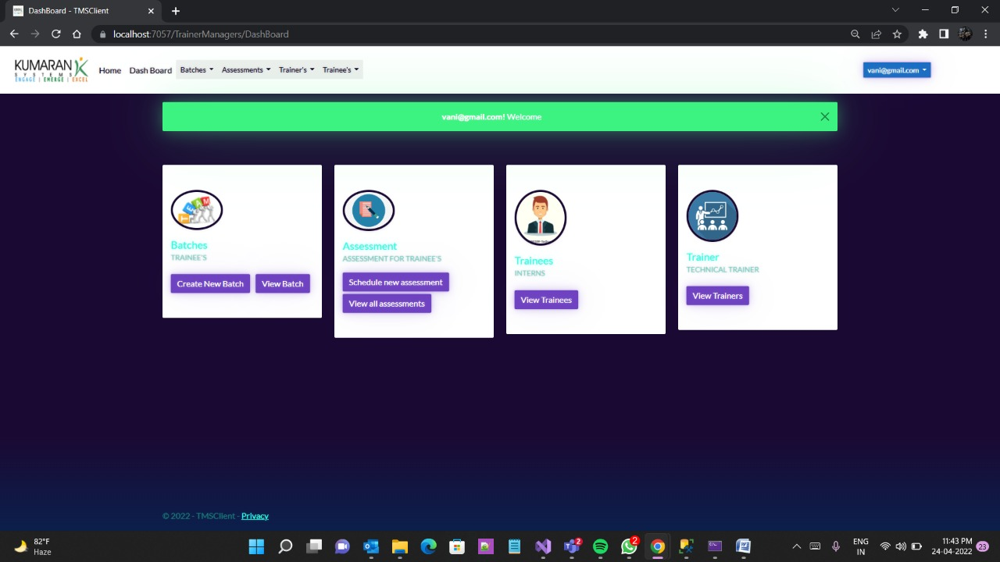 DashBoard - TMSClient
localhost:7057/TrainerManagers/DashBoard
KUMARAN
SYSTEMS
ENGAGE | EMERGE | EXCEL
Home Dash Board Batches Assessments Trainer's Trainee's
vani@gmail.com
vani@gmail.com! Welcome
TEAM
Batches
TRAINEE'S
Create New Batch View Batch
Assessment
ASSESSMENT FOR TRAINEE'S
Schedule new assessment
View all assessments
Trainees
INTERNS
View Trainees
Trainer
TECHNICAL TRAINER
View Trainers
© 2022 - TMSClient - Privacy
82°F
Haze
2
2
ENG
IN
11:43 PM
24-04-2022
23